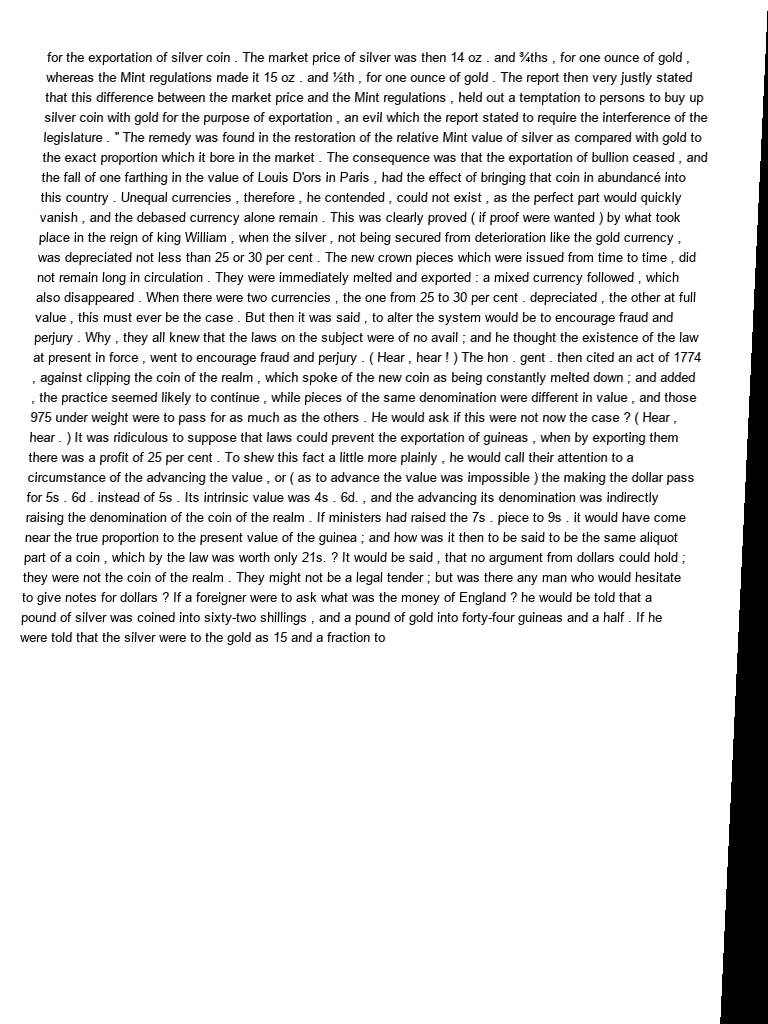 for the exportation of silver coin . The market price of silver was then 14 oz . and ¾ths , for one ounce of gold ,
whereas the Mint regulations made it 15 oz . and ½th , for one ounce of gold . The report then very justly stated
that this difference between the market price and the Mint regulations , held out a temptation to persons to buy up
silver coin with gold for the purpose of exportation , an evil which the report stated to require the interference of the
legislature . " The remedy was found in the restoration of the relative Mint value of silver as compared with gold to
the exact proportion which it bore in the market . The consequence was that the exportation of bullion ceased , and
the fall of one farthing in the value of Louis D'ors in Paris , had the effect of bringing that coin in abundancé into
this country . Unequal currencies , therefore , he contended , could not exist , as the perfect part would quickly
vanish , and the debased currency alone remain . This was clearly proved ( if proof were wanted ) by what took
place in the reign of king William , when the silver , not being secured from deterioration like the gold currency ,
was depreciated not less than 25 or 30 per cent . The new crown pieces which were issued from time to time , did
not remain long in circulation . They were immediately melted and exported : a mixed currency followed , which
also disappeared . When there were two currencies , the one from 25 to 30 per cent . depreciated , the other at full
value , this must ever be the case . But then it was said , to alter the system would be to encourage fraud and
perjury . Why , they all knew that the laws on the subject were of no avail ; and he thought the existence of the law
at present in force , went to encourage fraud and perjury . ( Hear , hear ! ) The hon . gent . then cited an act of 1774
, against clipping the coin of the realm , which spoke of the new coin as being constantly melted down ; and added
, the practice seemed likely to continue , while pieces of the same denomination were different in value , and those
975 under weight were to pass for as much as the others . He would ask if this were not now the case ? ( Hear ,
hear . ) It was ridiculous to suppose that laws could prevent the exportation of guineas , when by exporting them
there was a profit of 25 per cent . To shew this fact a little more plainly , he would call their attention to a
circumstance of the advancing the value , or ( as to advance the value was impossible ) the making the dollar pass
for 5s . 6d . instead of 5s . Its intrinsic value was 4s . 6d. , and the advancing its denomination was indirectly
raising the denomination of the coin of the realm . If ministers had raised the 7s . piece to 9s . it would have come
near the true proportion to the present value of the guinea ; and how was it then to be said to be the same aliquot
part of a coin , which by the law was worth only 21s. ? It would be said , that no argument from dollars could hold ;
they were not the coin of the realm . They might not be a legal tender ; but was there any man who would hesitate
to give notes for dollars ? If a foreigner were to ask what was the money of England ? he would be told that a
pound of silver was coined into sixty-two shillings , and a pound of gold into forty-four guineas and a half . If he
were told that the silver were to the gold as 15 and a fraction to